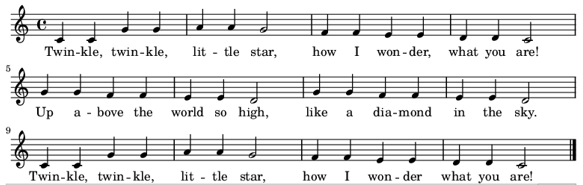 Twin - kle, twin - kle, lit - tle star, how I won - der, what you are!
5
Up a - bove the world so high, like a dia - mond in the sky.
9
Twin - kle, twin - kle, lit - tle star, how I won - der what you are!